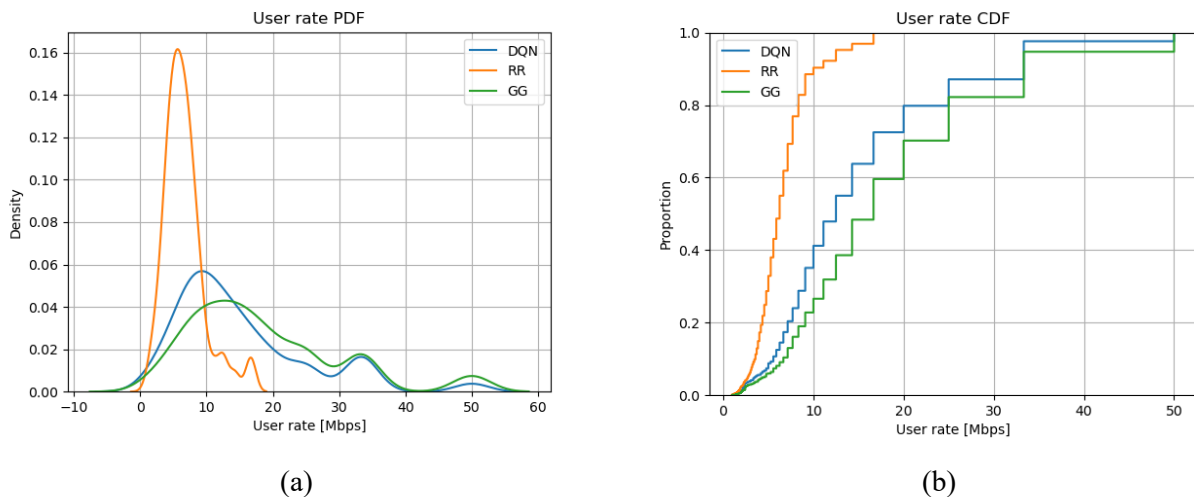 User rate PDF
DQN
RR
GG
0.16
0.14
0.12
0.10
0.08
0.06
0.04
0.02
0.00
Density
−10
0
10
20
30
40
50
60
User rate [Mbps]
(a)
User rate CDF
DQN
RR
GG
1.0
0.8
0.6
0.4
0.2
0.0
Proportion
0
10
20
30
40
50
User rate [Mbps]
(b)